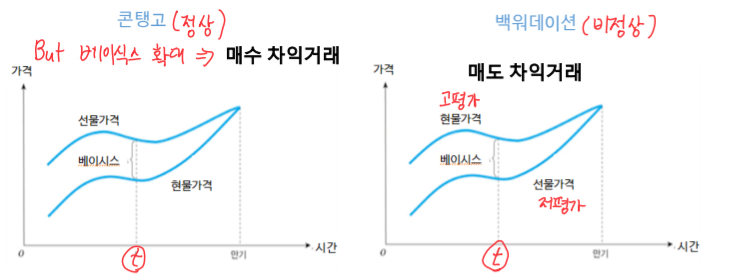 콘탱고 (정상)
But 베이식스 확대 ⇒ 매수 차익거래
가격
선물가격
베이시스
현물가격
0
t
만기
시간
백워데이션 (비정상)
매도 차익거래
가격
고평가
현물가격
베이시스
선물가격
저평가
0
t
만기
시간